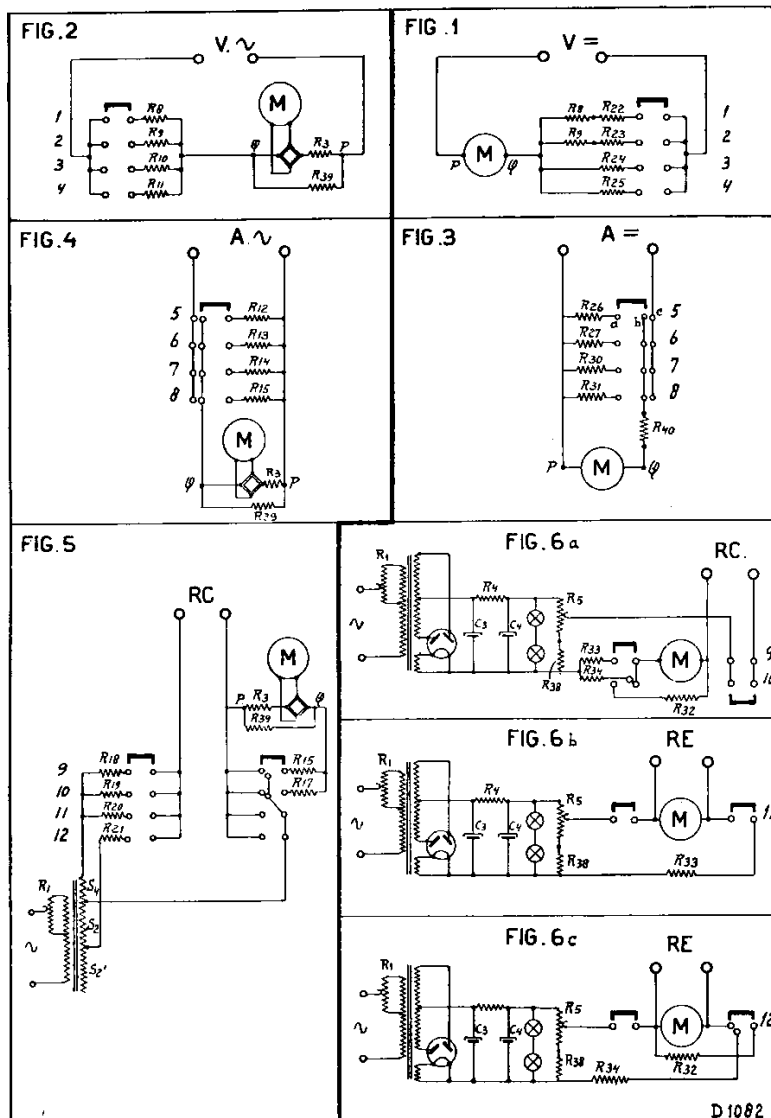 FIG.2
V.~
M
1
R8
2
R9
3
R10
4
R11
φ
R3
P
R39
FIG.1
V=
P
M
φ
R8
R22
1
R9
R23
2
R24
3
R25
4
FIG.4
A.~
5
R12
6
R13
7
R14
8
R15
M
φ
R3
P
R39
FIG.3
A=
R26
a
b
c
5
R27
6
R30
7
R31
8
R40
P
M
φ
FIG.5
RC
M
P
R3
φ
R39
9
R18
R15
10
R19
R17
11
R20
12
R21
R1
S4
S2
S2'
~
FIG.6a
RC.
R1
R4
R5
~
C3
C4
R33
R34
M
9
10
R38
R32
FIG.6b
RE
R1
R4
R5
11
~
C3
C4
M
R38
R33
FIG.6c
RE
R1
R5
12
~
C3
C4
M
R38
R32
R34
D1082